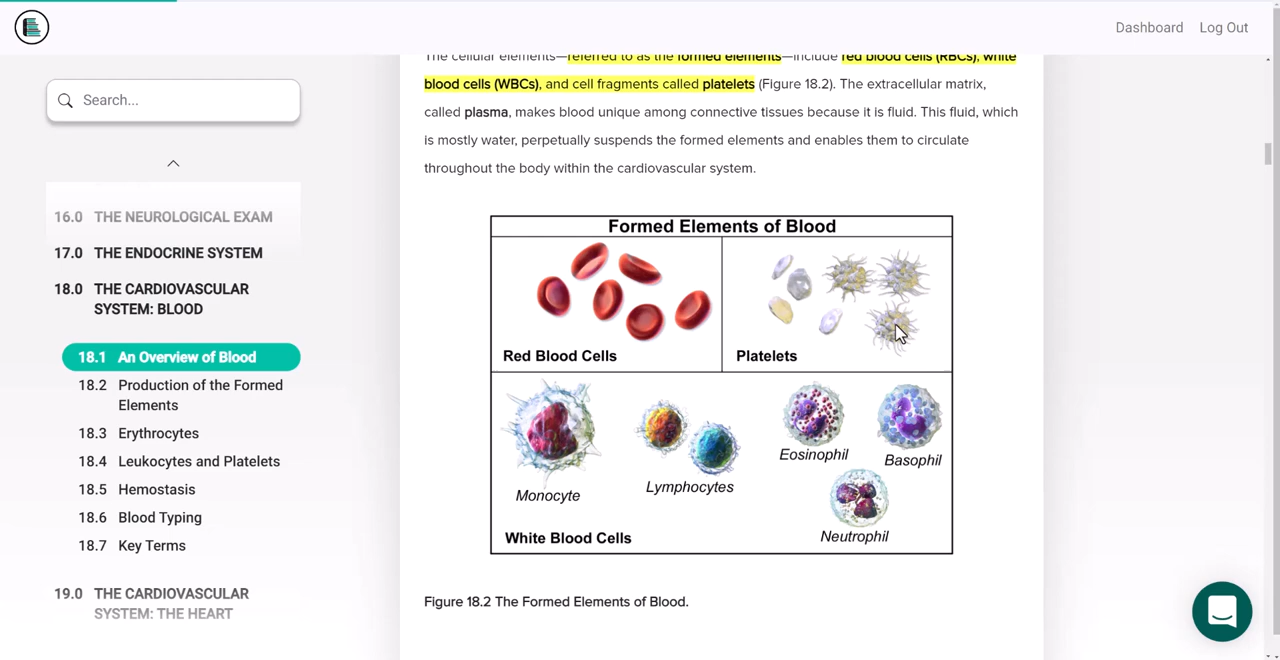 Dashboard Log Out
Search...
16.0 THE NEUROLOGICAL EXAM
17.0 THE ENDOCRINE SYSTEM
18.0 THE CARDIOVASCULAR
SYSTEM: BLOOD
18.1 An Overview of Blood
18.2 Production of the Formed
Elements
18.3 Erythrocytes
18.4 Leukocytes and Platelets
18.5 Hemostasis
18.6 Blood Typing
18.7 Key Terms
19.0 THE CARDIOVASCULAR
SYSTEM: THE HEART
The cellular elements—referred to as the formed elements—include red blood cells (RBCs), white
blood cells (WBCs), and cell fragments called platelets (Figure 18.2). The extracellular matrix,
called plasma, makes blood unique among connective tissues because it is fluid. This fluid, which
is mostly water, perpetually suspends the formed elements and enables them to circulate
throughout the body within the cardiovascular system.
Formed Elements of Blood
Red Blood Cells
Platelets
Monocyte
Lymphocytes
Eosinophil
Basophil
Neutrophil
White Blood Cells
Figure 18.2 The Formed Elements of Blood.